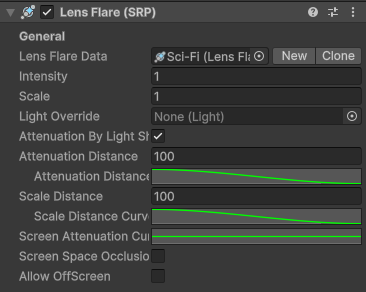 Lens Flare (SRP)
General
Lens Flare Data Sci-Fi (Lens Fla New Clone
Intensity 1
Scale 1
Light Override None (Light)
Attenuation By Light Sh
Attenuation Distance 100
Attenuation Distance
Scale Distance 100
Scale Distance Curv
Screen Attenuation Cu
Screen Space Occlusio
Allow OffScreen